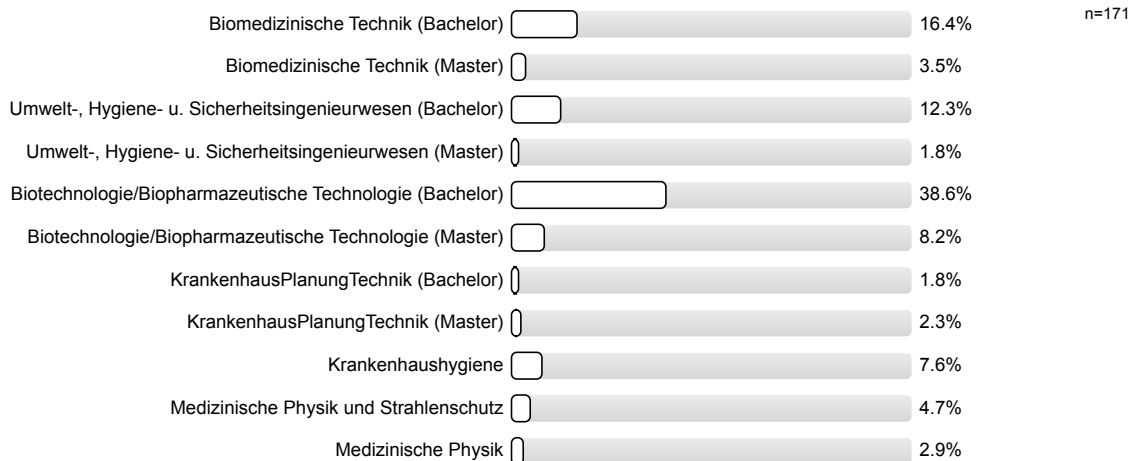 Biomedizinische Technik (Bachelor) 16.4% n=171
Biomedizinische Technik (Master) 3.5%
Umwelt-, Hygiene- u. Sicherheitsingenieurwesen (Bachelor) 12.3%
Umwelt-, Hygiene- u. Sicherheitsingenieurwesen (Master) 1.8%
Biotechnologie/Biopharmazeutische Technologie (Bachelor) 38.6%
Biotechnologie/Biopharmazeutische Technologie (Master) 8.2%
KrankenhausPlanungTechnik (Bachelor) 1.8%
KrankenhausPlanungTechnik (Master) 2.3%
Krankenhaushygiene 7.6%
Medizinische Physik und Strahlenschutz 4.7%
Medizinische Physik 2.9%